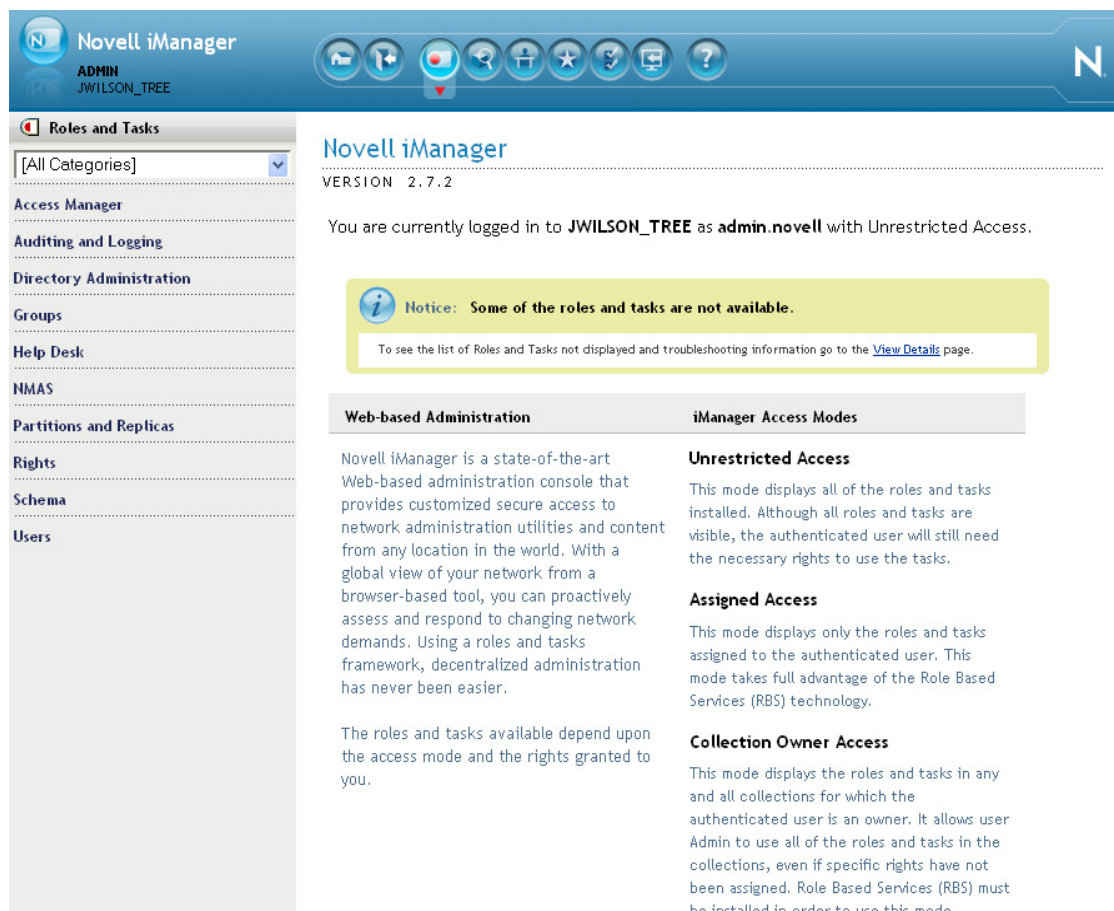 Novell iManager
ADMIN
JWILSON_TREE
N
N.
Roles and Tasks
[All Categories]
Access Manager
Auditing and Logging
Directory Administration
Groups
Help Desk
NMAS
Partitions and Replicas
Rights
Schema
Users
Novell iManager
VERSION 2.7.2
You are currently logged in to JWILSON_TREE as admin.novell with Unrestricted Access.
Notice: Some of the roles and tasks are not available.
To see the list of Roles and Tasks not displayed and troubleshooting information go to the View Details page.
Web-based Administration
Novell iManager is a state-of-the-art
Web-based administration console that
provides customized secure access to
network administration utilities and content
from any location in the world. With a
global view of your network from a
browser-based tool, you can proactively
assess and respond to changing network
demands. Using a roles and tasks
framework, decentralized administration
has never been easier.
The roles and tasks available depend upon
the access mode and the rights granted to
you.
iManager Access Modes
Unrestricted Access
This mode displays all of the roles and tasks
installed. Although all roles and tasks are
visible, the authenticated user will still need
the necessary rights to use the tasks.
Assigned Access
This mode displays only the roles and tasks
assigned to the authenticated user. This
mode takes full advantage of the Role Based
Services (RBS) technology.
Collection Owner Access
This mode displays the roles and tasks in any
and all collections for which the
authenticated user is an owner. It allows user
Admin to use all of the roles and tasks in the
collections, even if specific rights have not
been assigned. Role Based Services (RBS) must
be installed in order to use this mode.